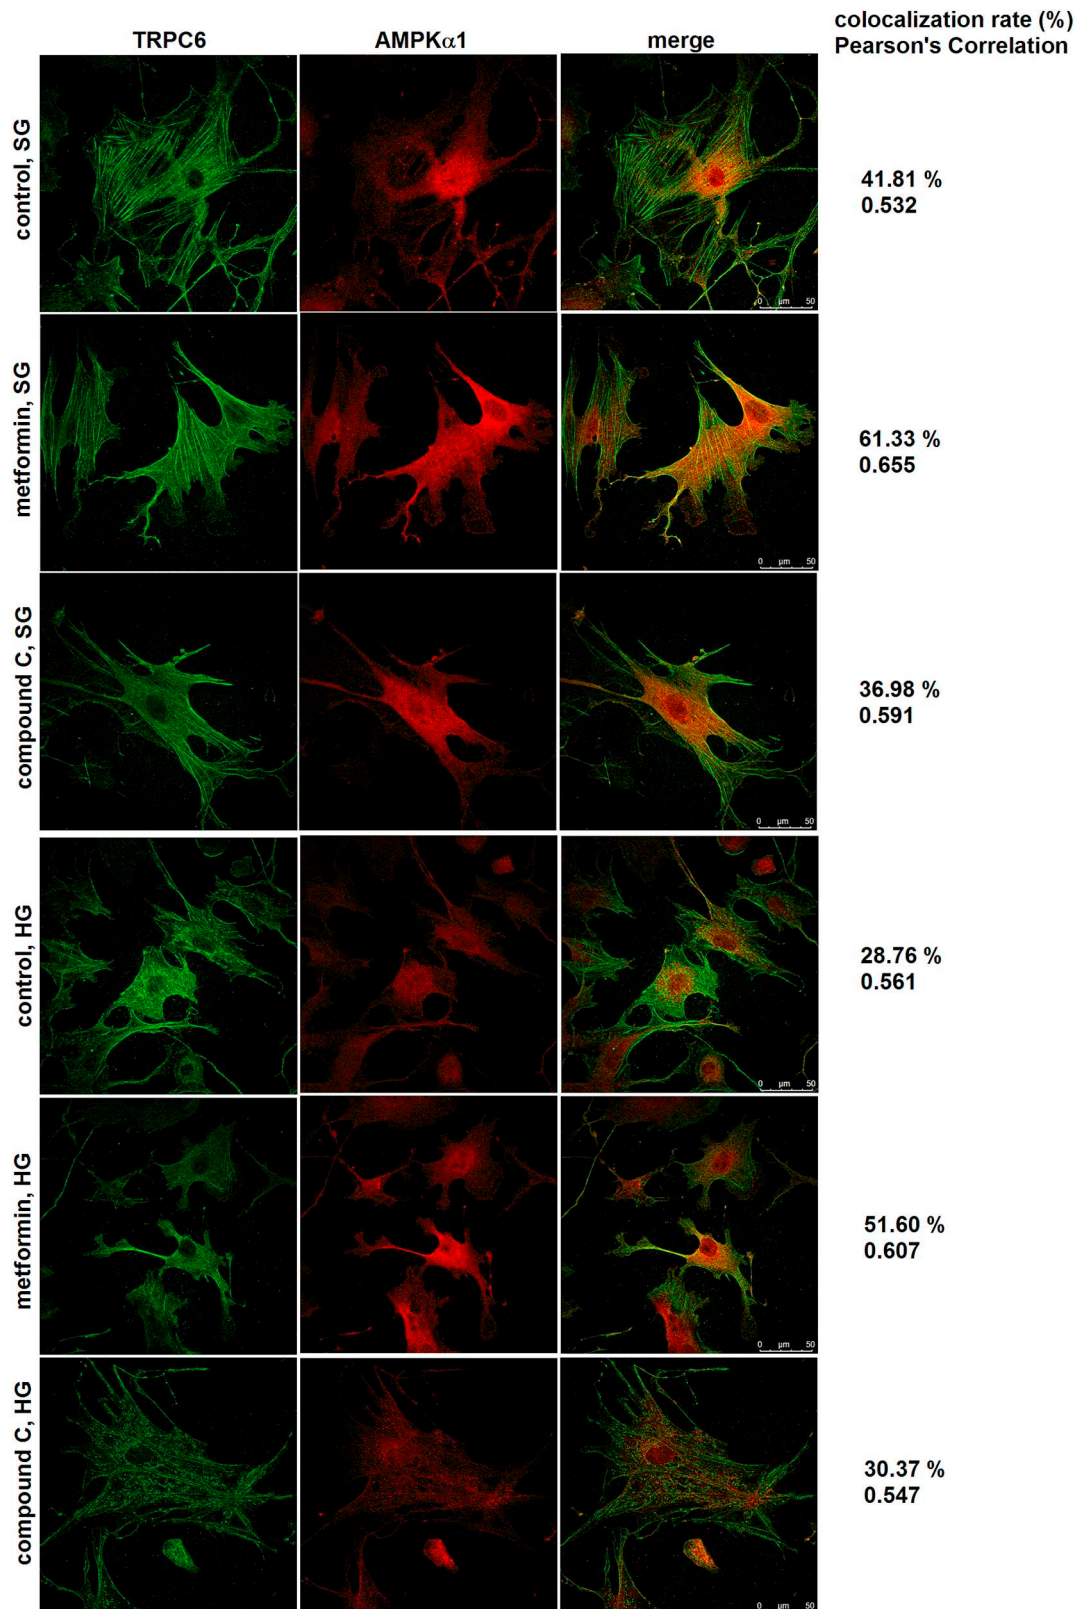 colocalization rate (%)
TRPC6 AMPKα1 merge Pearson's Correlation
control, SG
41.81 %
0.532
0 µm 50
metformin, SG
61.33 %
0.655
0 µm 50
compound C, SG
36.98 %
0.591
0 µm 50
control, HG
28.76 %
0.561
0 µm 50
metformin, HG
51.60 %
0.607
0 µm 50
compound C, HG
30.37 %
0.547
0 µm 50